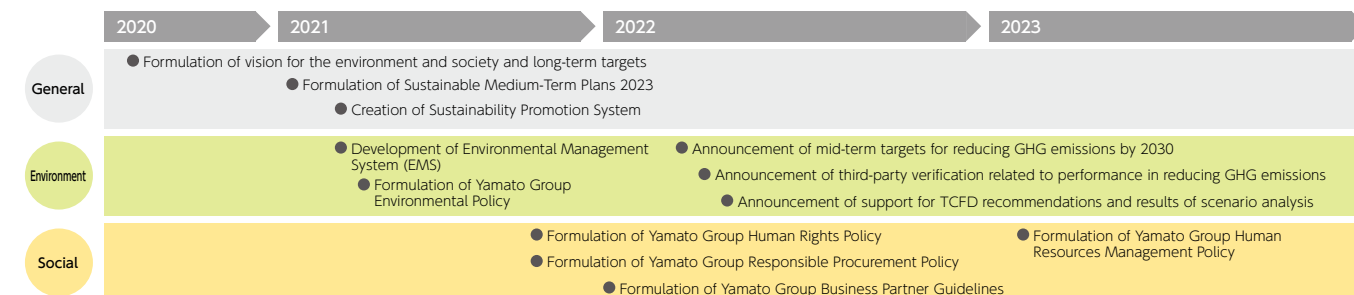 2020
2021
2022
2023
General
Formulation of vision for the environment and society and long-term targets
Formulation of Sustainable Medium-Term Plans 2023
Creation of Sustainability Promotion System
Environment
Development of Environmental Management
System (EMS)
Formulation of Yamato Group
Environmental Policy
Announcement of mid-term targets for reducing GHG emissions by 2030
Announcement of third-party verification related to performance in reducing GHG emissions
Announcement of support for TCFD recommendations and results of scenario analysis
Social
Formulation of Yamato Group Human Rights Policy
Formulation of Yamato Group Responsible Procurement Policy
Formulation of Yamato Group Business Partner Guidelines
Formulation of Yamato Group Human
Resources Management Policy